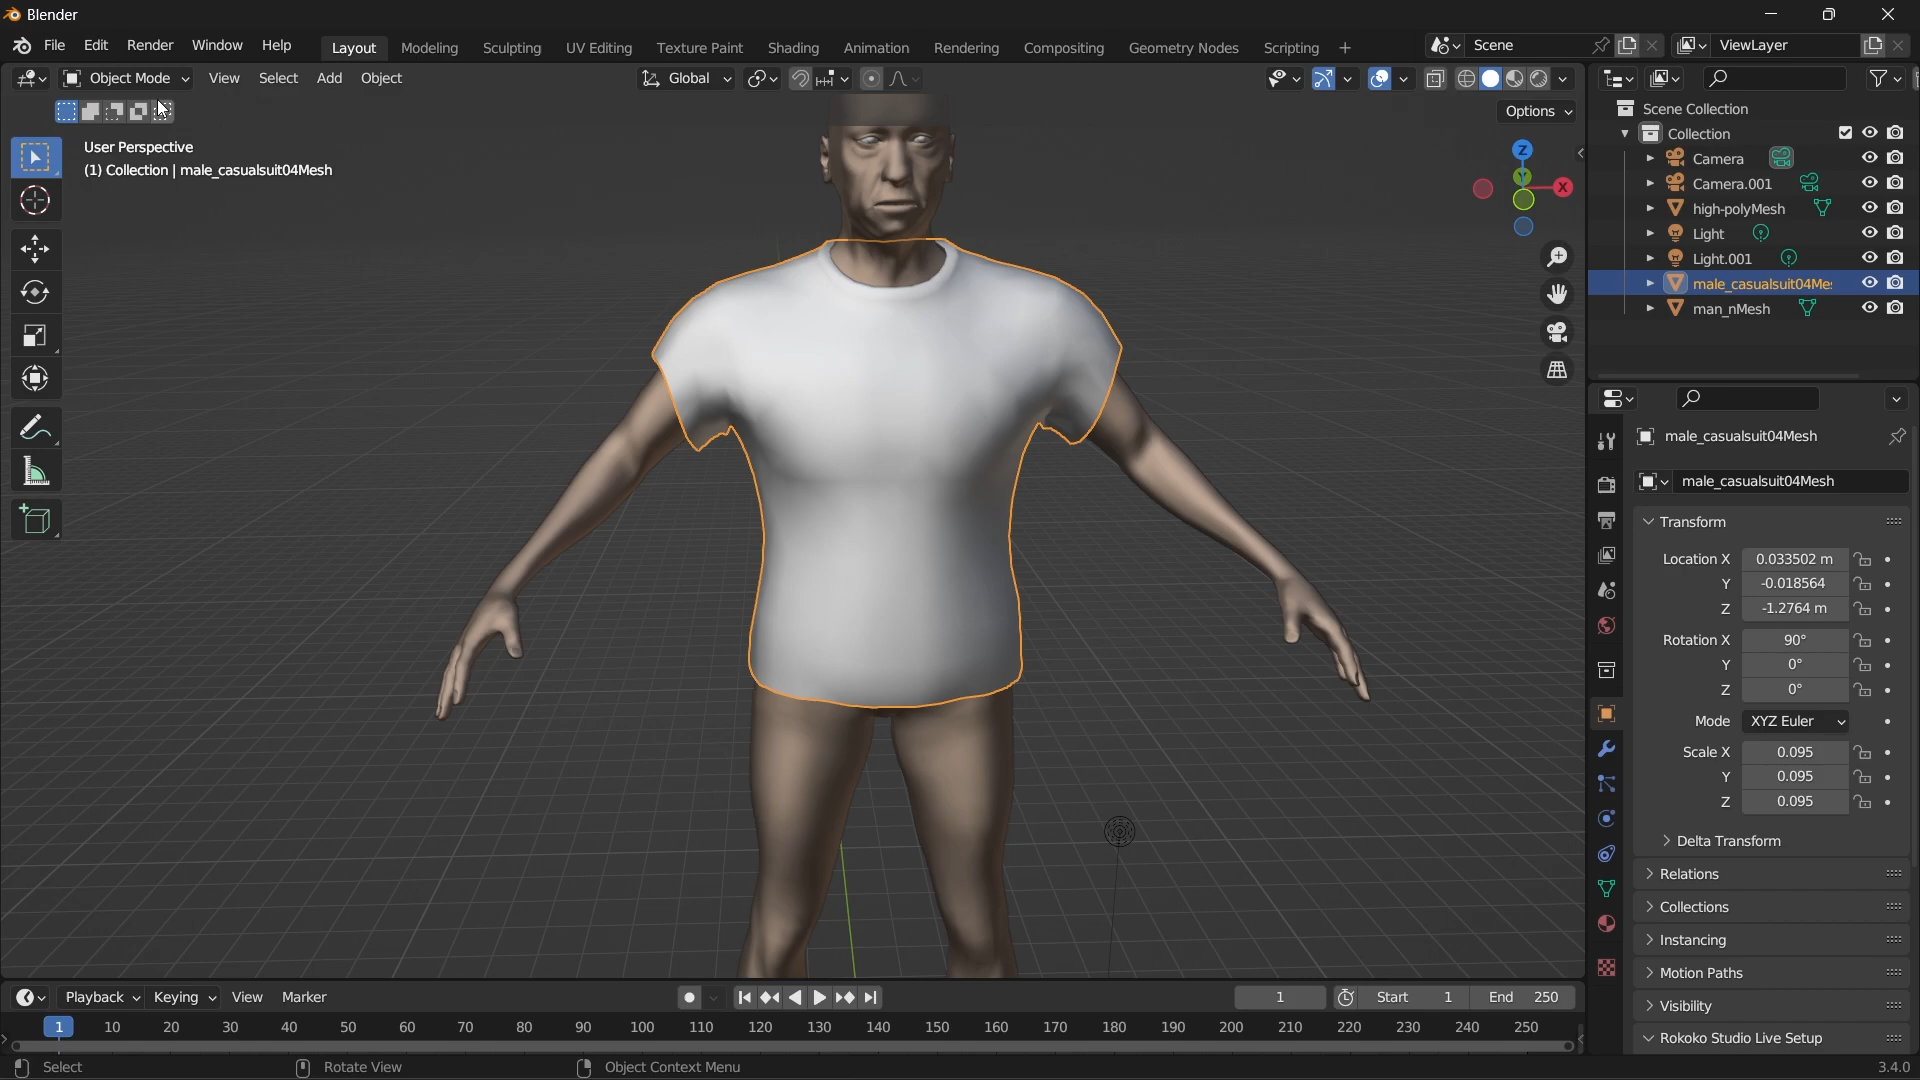 Blender
File Edit Render Window Help Layout Modeling Sculpting UV Editing Texture Paint Shading Animation Rendering Compositing Geometry Nodes Scripting + Scene ViewLayer
Object Mode View Select Add Object Global
Options
User Perspective
(1) Collection | male_casualsuit04Mesh
Z
Y
X
Scene Collection
Collection
Camera
Camera.001
high-polyMesh
Light
Light.001
male_casualsuit04Me
man_nMesh
male_casualsuit04Mesh
male_casualsuit04Mesh
Transform
Location X 0.033502 m
Y -0.018564
Z -1.2764 m
Rotation X 90°
Y 0°
Z 0°
Mode XYZ Euler
Scale X 0.095
Y 0.095
Z 0.095
Delta Transform
Relations
Collections
Instancing
Motion Paths
Visibility
Rokoko Studio Live Setup
Playback Keying View Marker 1 Start 1 End 250
1 10 20 30 40 50 60 70 80 90 100 110 120 130 140 150 160 170 180 190 200 210 220 230 240 250
Select Rotate View Object Context Menu 3.4.0